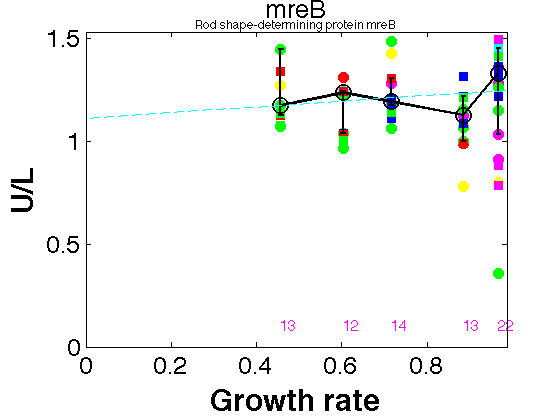 mreB
Rod shape-determining protein mreB
1.5
1
0.5
0
U/L
13 12 14 13 22
0 0.2 0.4 0.6 0.8
Growth rate